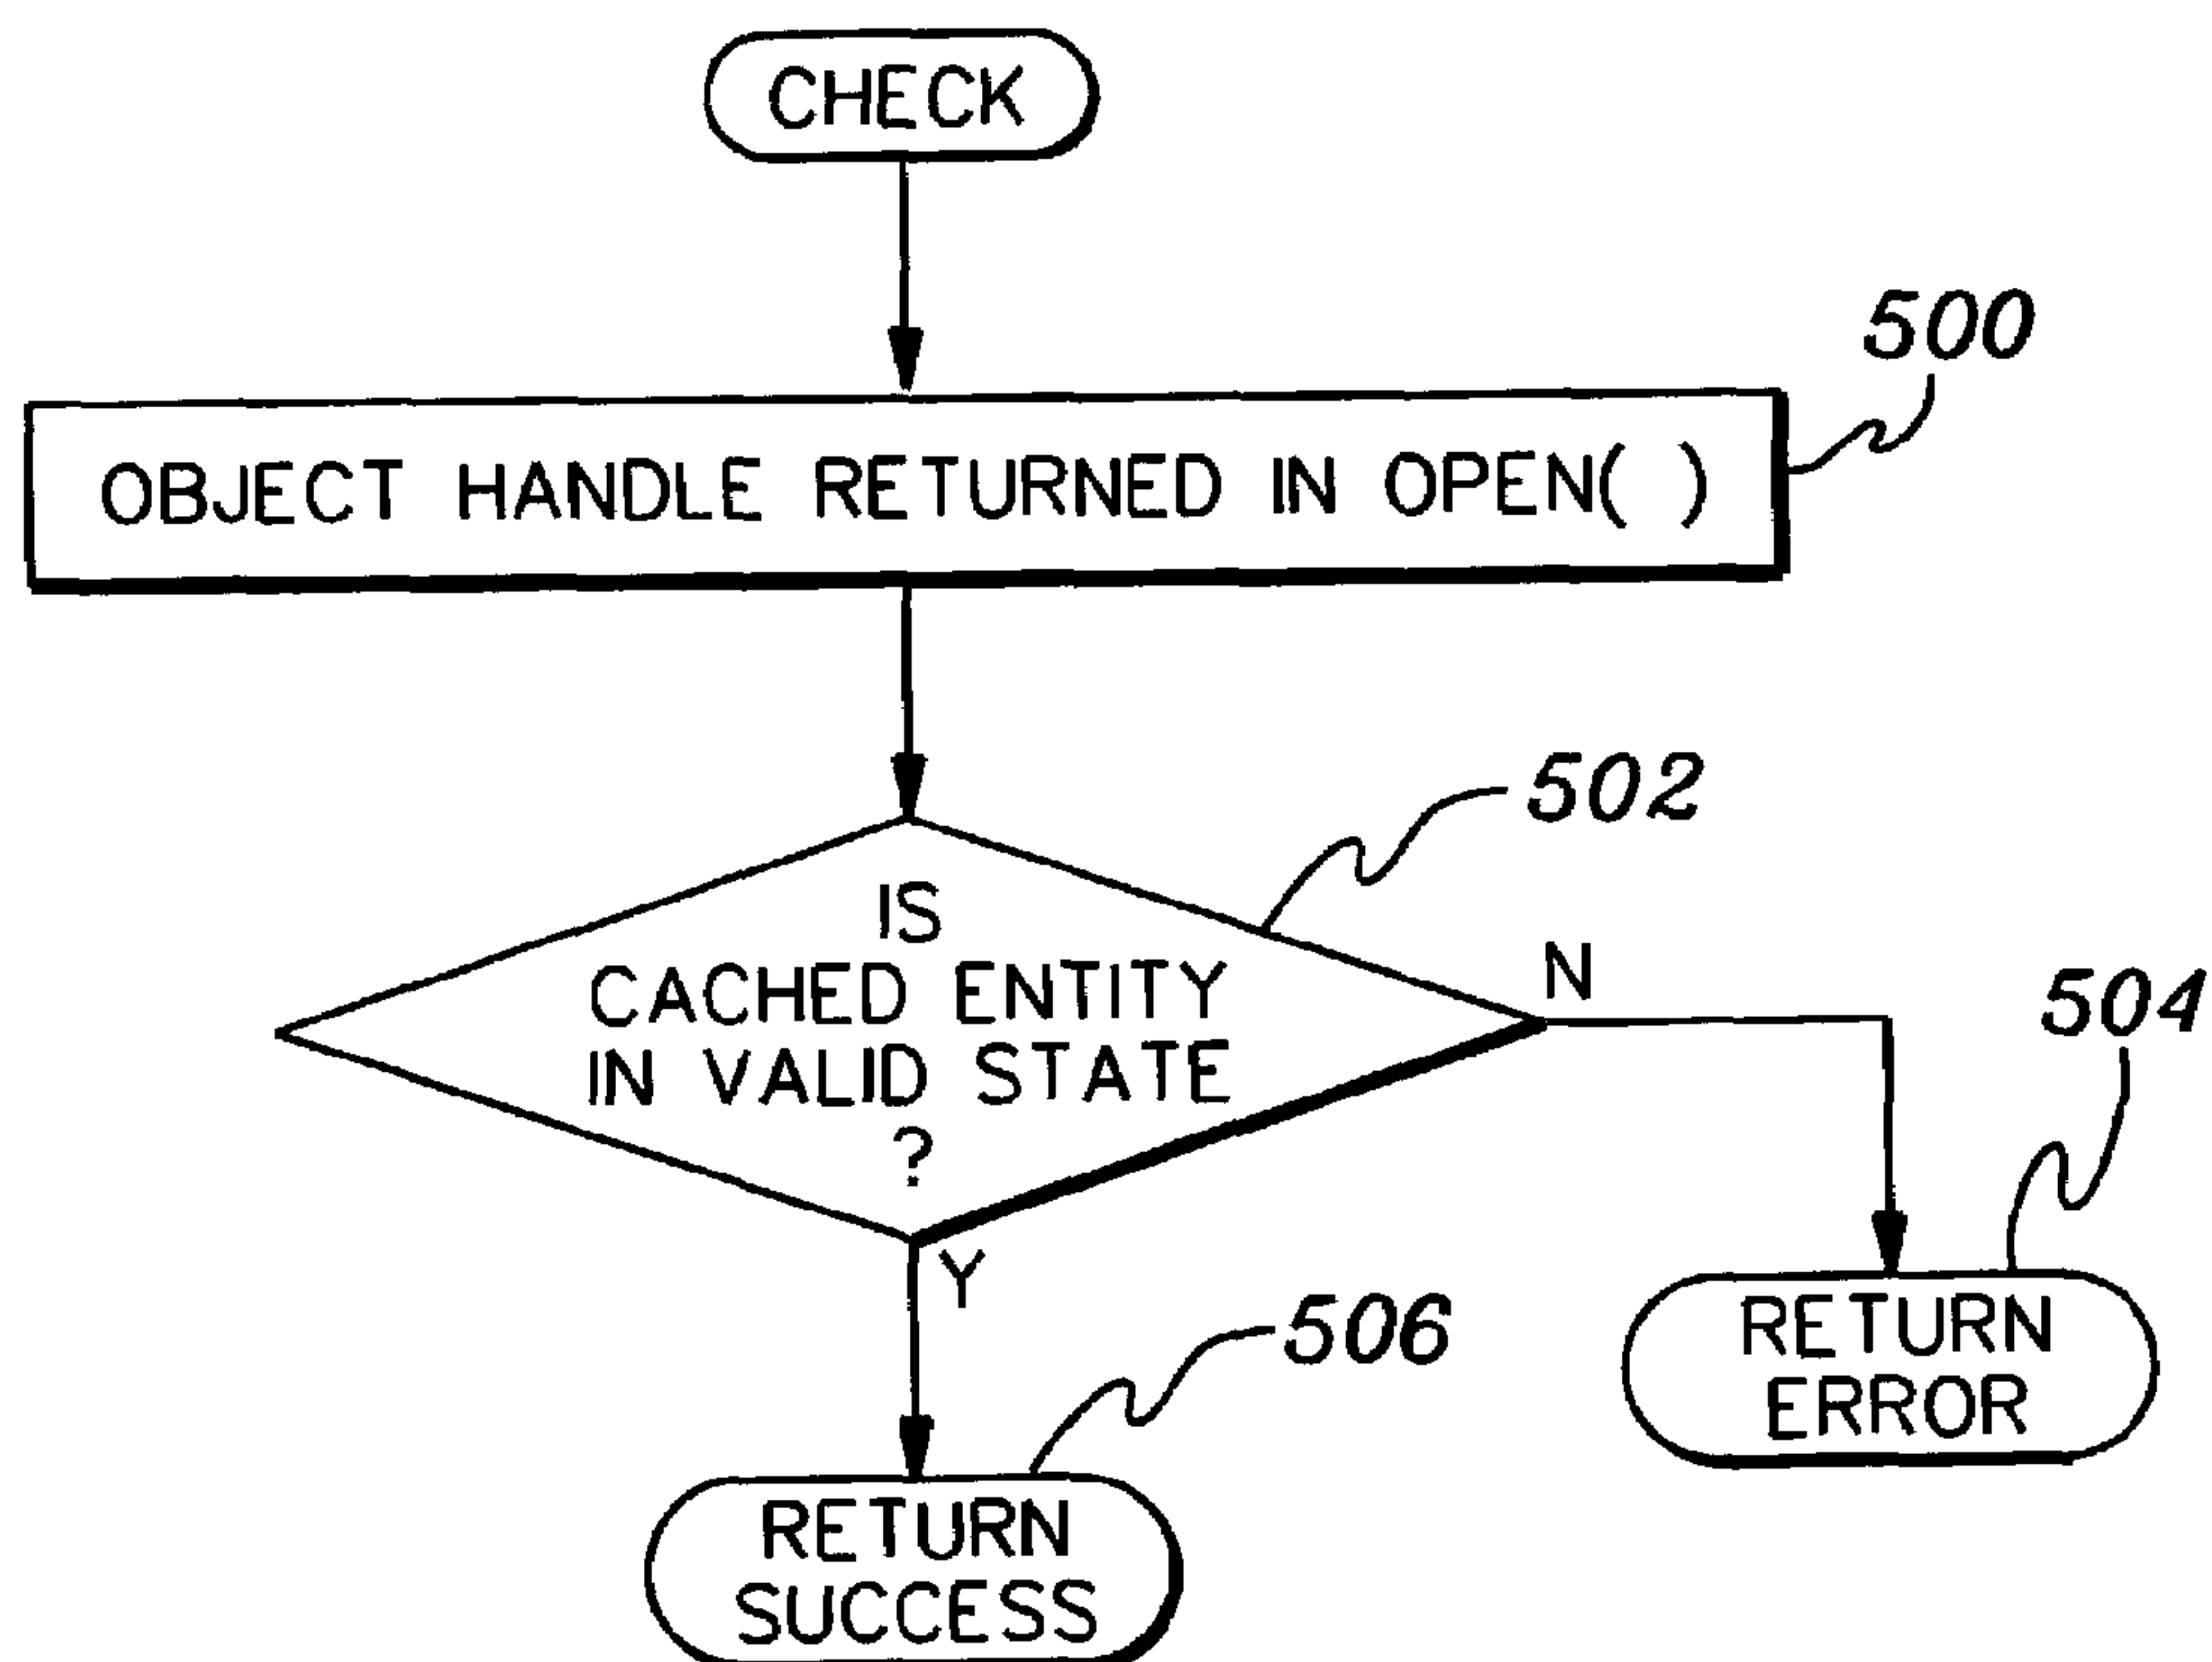 CHECK
500
OBJECT HANDLE RETURNED IN OPEN( )
502
IS
CACHED ENTITY
IN VALID STATE
?
N
504
Y
506
RETURN
ERROR
RETURN
SUCCESS